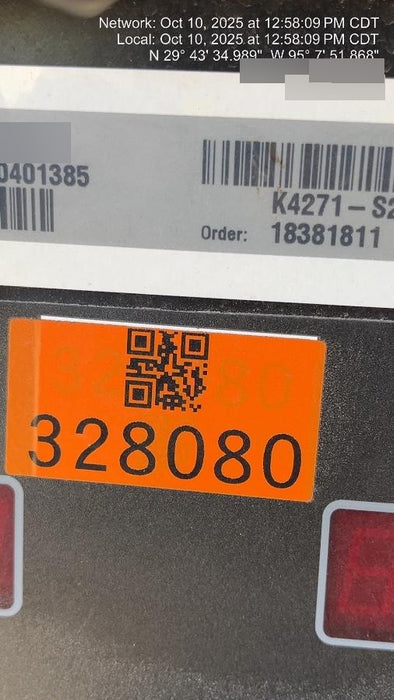 Network: Oct 10, 2025 at 12:58:09 PM CDT
Local: Oct 10, 2025 at 12:58:09 PM CDT
N 29° 43' 34.989", W 95° 7' 51.868"
0401385
K4271-S2
Order: 18381811
328080